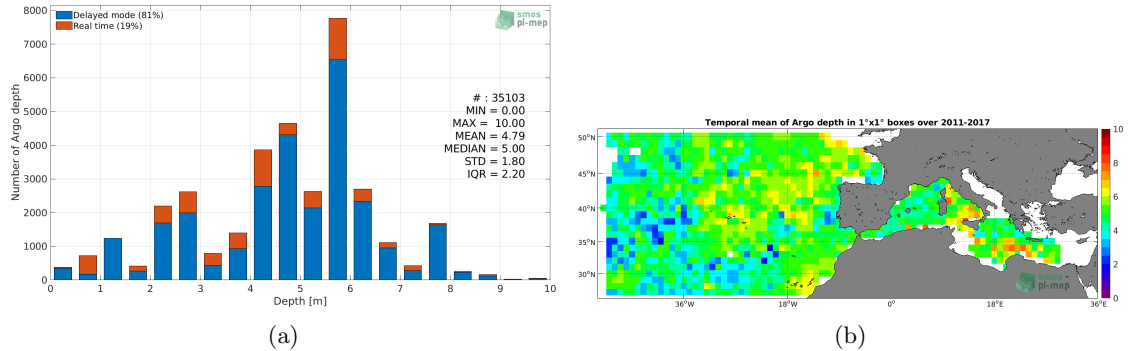 8000
7000
6000
5000
4000
3000
2000
1000
0
Number of Argo depth
Delayed mode (81%)
Real time (19%)
smos
pi-mep
# : 35103
MIN = 0.00
MAX = 10.00
MEAN = 4.79
MEDIAN = 5.00
STD = 1.80
IQR = 2.20
0 1 2 3 4 5 6 7 8 9 10
Depth [m]
(a)
Temporal mean of Argo depth in 1°x1° boxes over 2011-2017
50°N
45°N
40°N
35°N
30°N
36°W 18°W 0° 18°E 36°E
smos
pi-mep
10
8
6
4
2
0
(b)